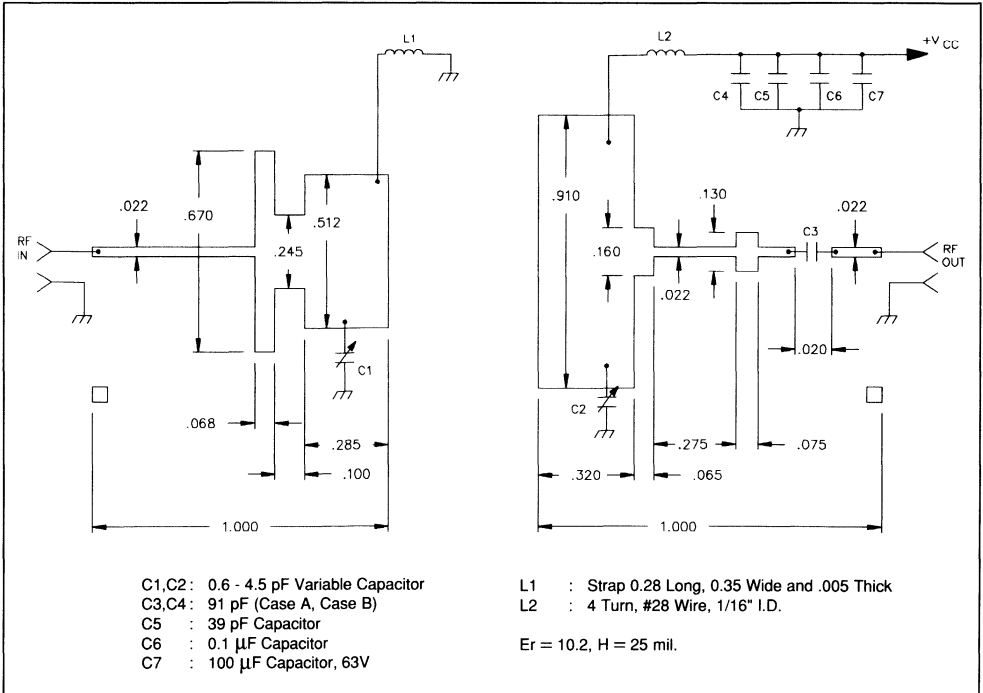 L1
L2
+V CC
C4 C5 C6 C7
.022
.670
.512
.910
.130
.022
RF
IN
.245
.160
C3
RF
OUT
.022
.020
C1
C2
.068
.285
.275
.075
.100
.320
.065
1.000
1.000
C1,C2 : 0.6 - 4.5 pF Variable Capacitor
C3,C4 : 91 pF (Case A, Case B)
C5 : 39 pF Capacitor
C6 : 0.1 µF Capacitor
C7 : 100 µF Capacitor, 63V
L1 : Strap 0.28 Long, 0.35 Wide and .005 Thick
L2 : 4 Turn, #28 Wire, 1/16" I.D.
Er = 10.2, H = 25 mil.